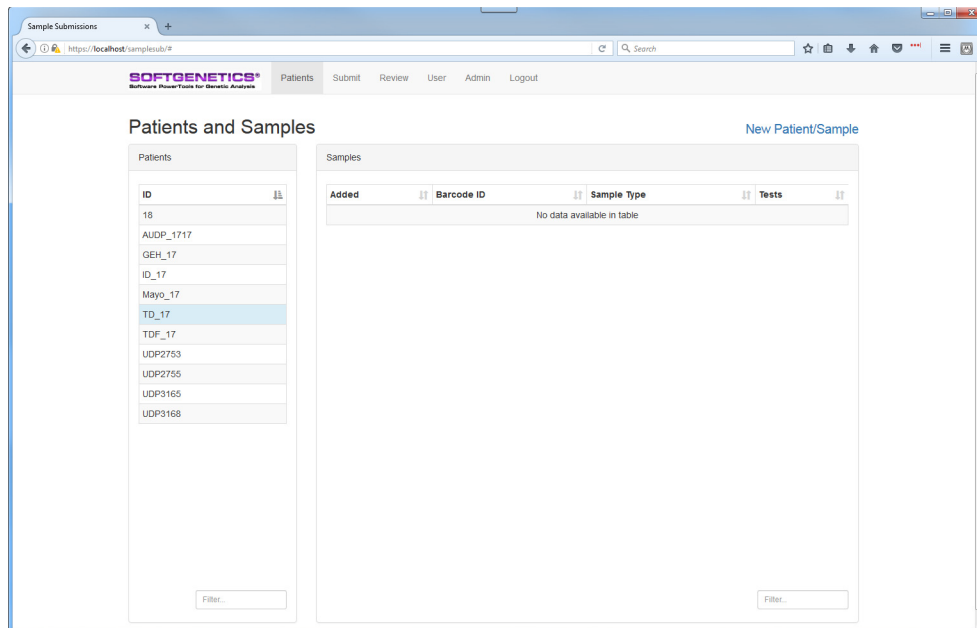 Sample Submissions
https://localhost/samplesub/#
Search
SOFTGENETICS®
Software PowerTools for Genetic Analysis
Patients Submit Review User Admin Logout
Patients and Samples
New Patient/Sample
Patients
Samples
ID
Added Barcode ID Sample Type Tests
18
No data available in table
AUDP_1717
GEH_17
ID_17
Mayo_17
TD_17
TDF_17
UDP2753
UDP2755
UDP3165
UDP3168
Filter...
Filter...